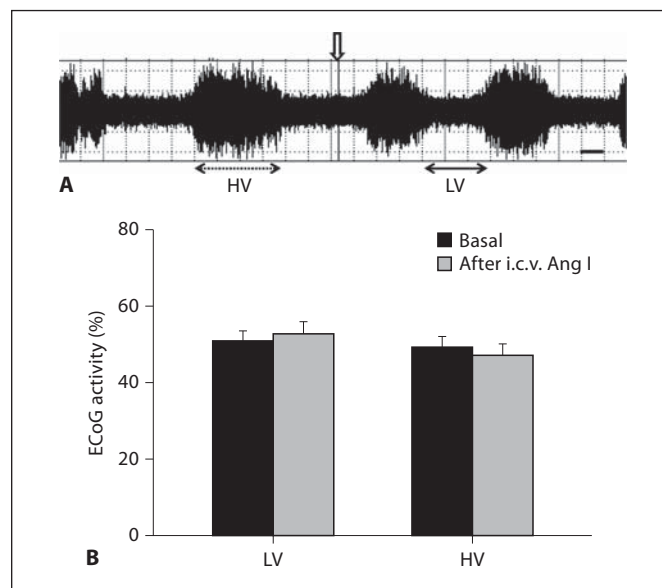 A
HV
LV
80
Basal
After i.c.v. Ang I
60
40
20
0
ECoG activity (%)
B
LV
HV